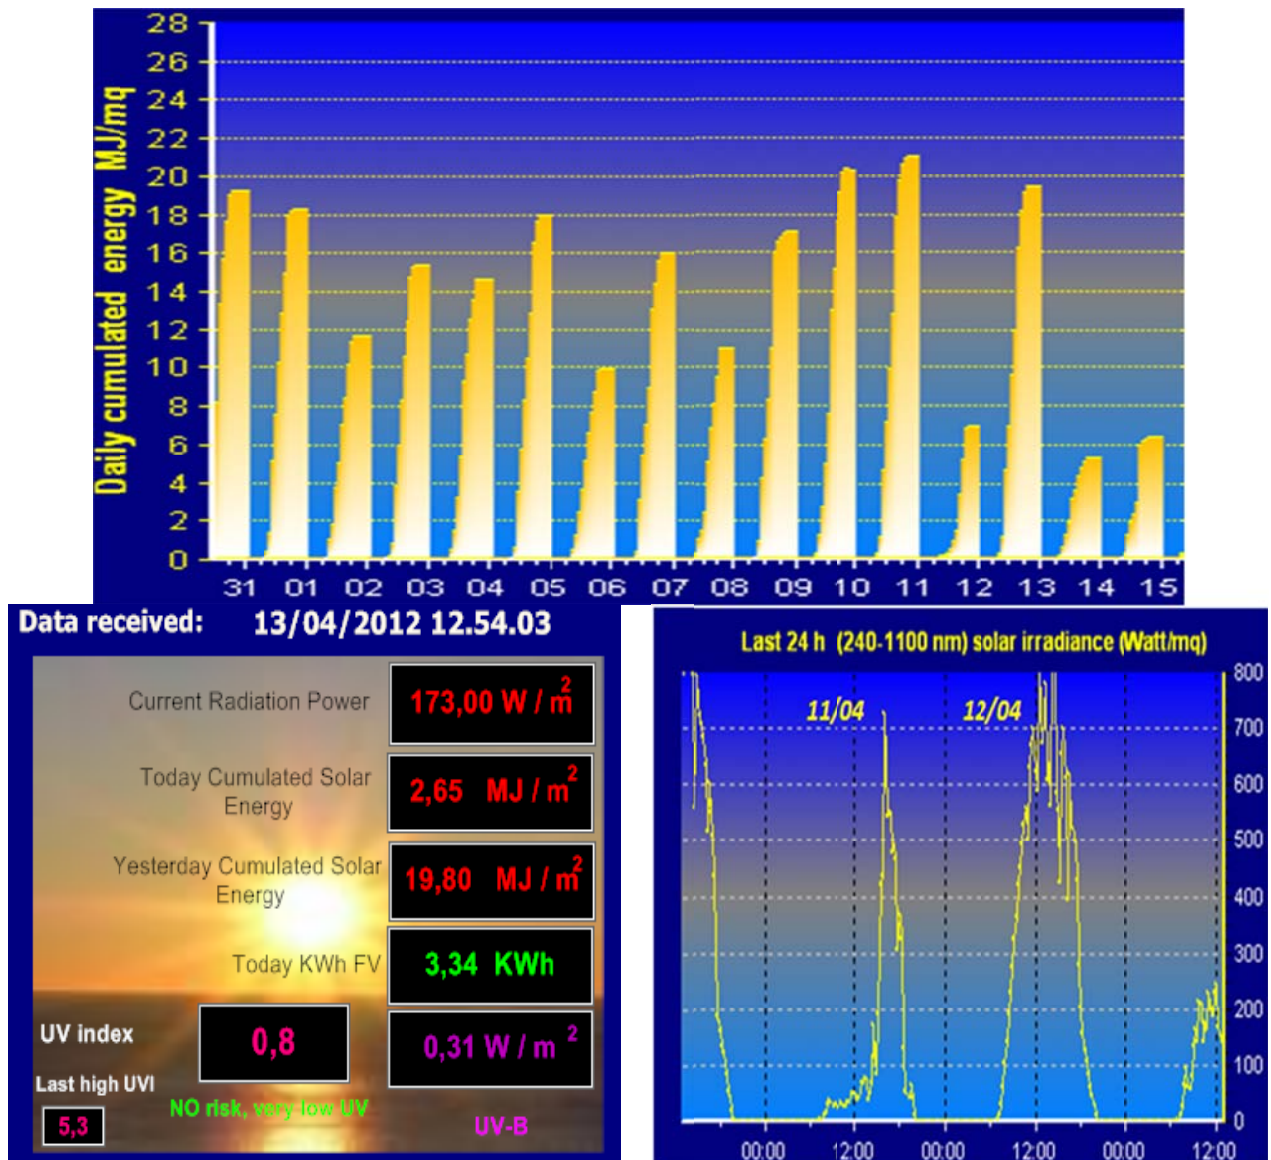 Daily cumulated energy MJ/mq
28
26
24
22
20
18
16
14
12
10
8
6
4
2
0
31 01 02 03 04 05 06 07 08 09 10 11 12 13 14 15
Data received: 13/04/2012 12.54.03
Current Radiation Power 173,00 W / m²
Today Cumulated Solar
Energy
2,65 MJ / m²
Yesterday Cumulated Solar
Energy
19,80 MJ / m²
Today KWh FV 3,34 KWh
UV index 0,8 0,31 W / m²
Last high UVI
5,3
NO risk, very low UV
UV-B
Last 24 h (240-1100 nm) solar irradiance (Watt/mq)
11/04 12/04
800
700
600
500
400
300
200
100
0
00:00 12:00 00:00 12:00 00:00 12:00